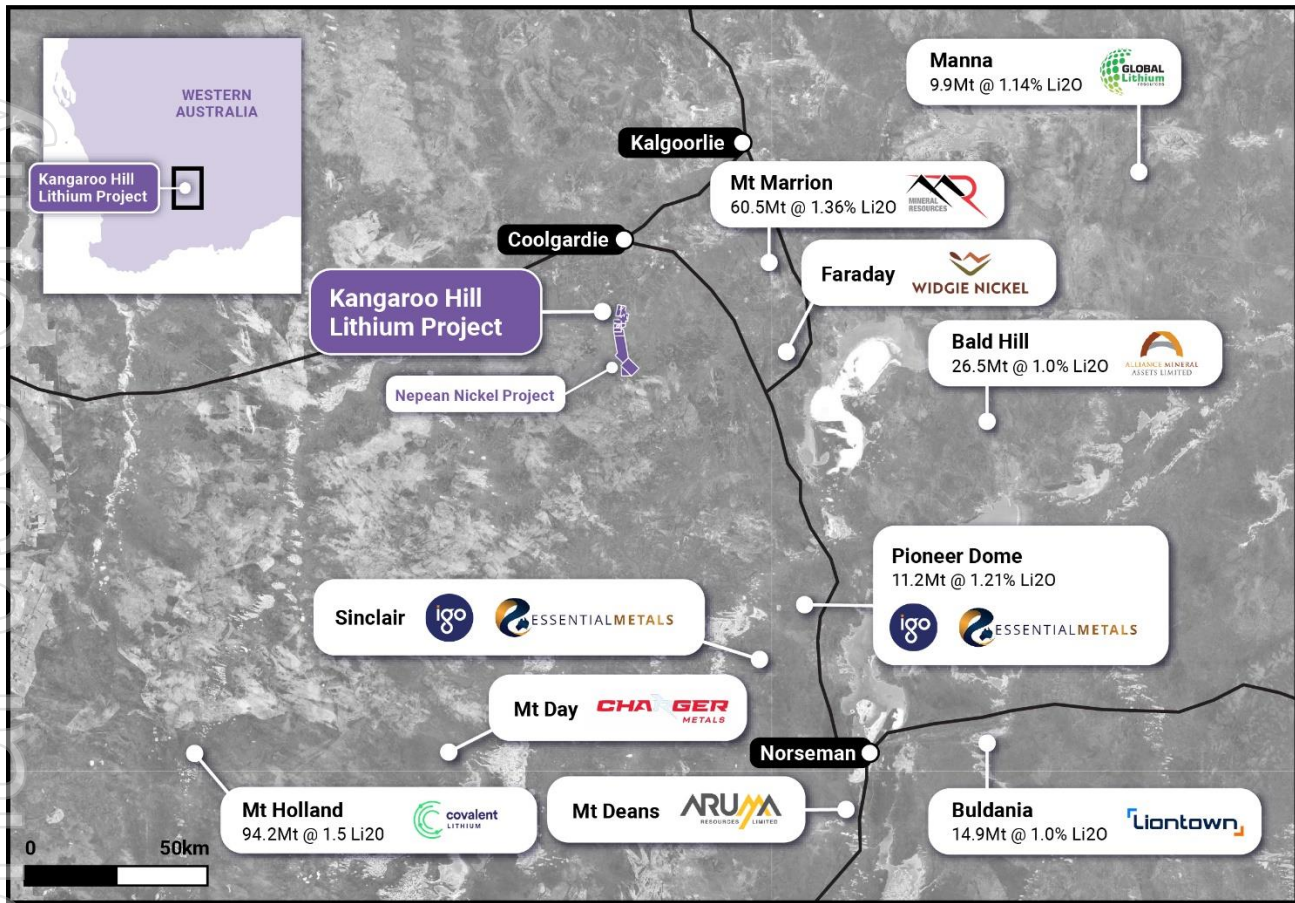 WESTERN
AUSTRALIA
Kangaroo Hill
Lithium Project
Manna
9.9Mt @ 1.14% Li2O
GLOBAL
Lithium
Kalgoorlie
Mt Marrion
60.5Mt @ 1.36% Li2O
MINERAL
RESOURCES
Coolgardie
Faraday
WIDGIE NICKEL
Kangaroo Hill
Lithium Project
Nepean Nickel Project
Bald Hill
26.5Mt @ 1.0% Li2O
ALLIANCE MINERAL
ASSETS LIMITED
Pioneer Dome
11.2Mt @ 1.21% Li2O
igo
ESSENTIALMETALS
Sinclair
igo
ESSENTIALMETALS
Mt Day
CHARGER
METALS
Norseman
Mt Holland
94.2Mt @ 1.5 Li20
covalent
LITHIUM
Mt Deans
ARUMA
RESOURCES LIMITED
Buldania
14.9Mt @ 1.0% Li2O
Liontown
0 50km